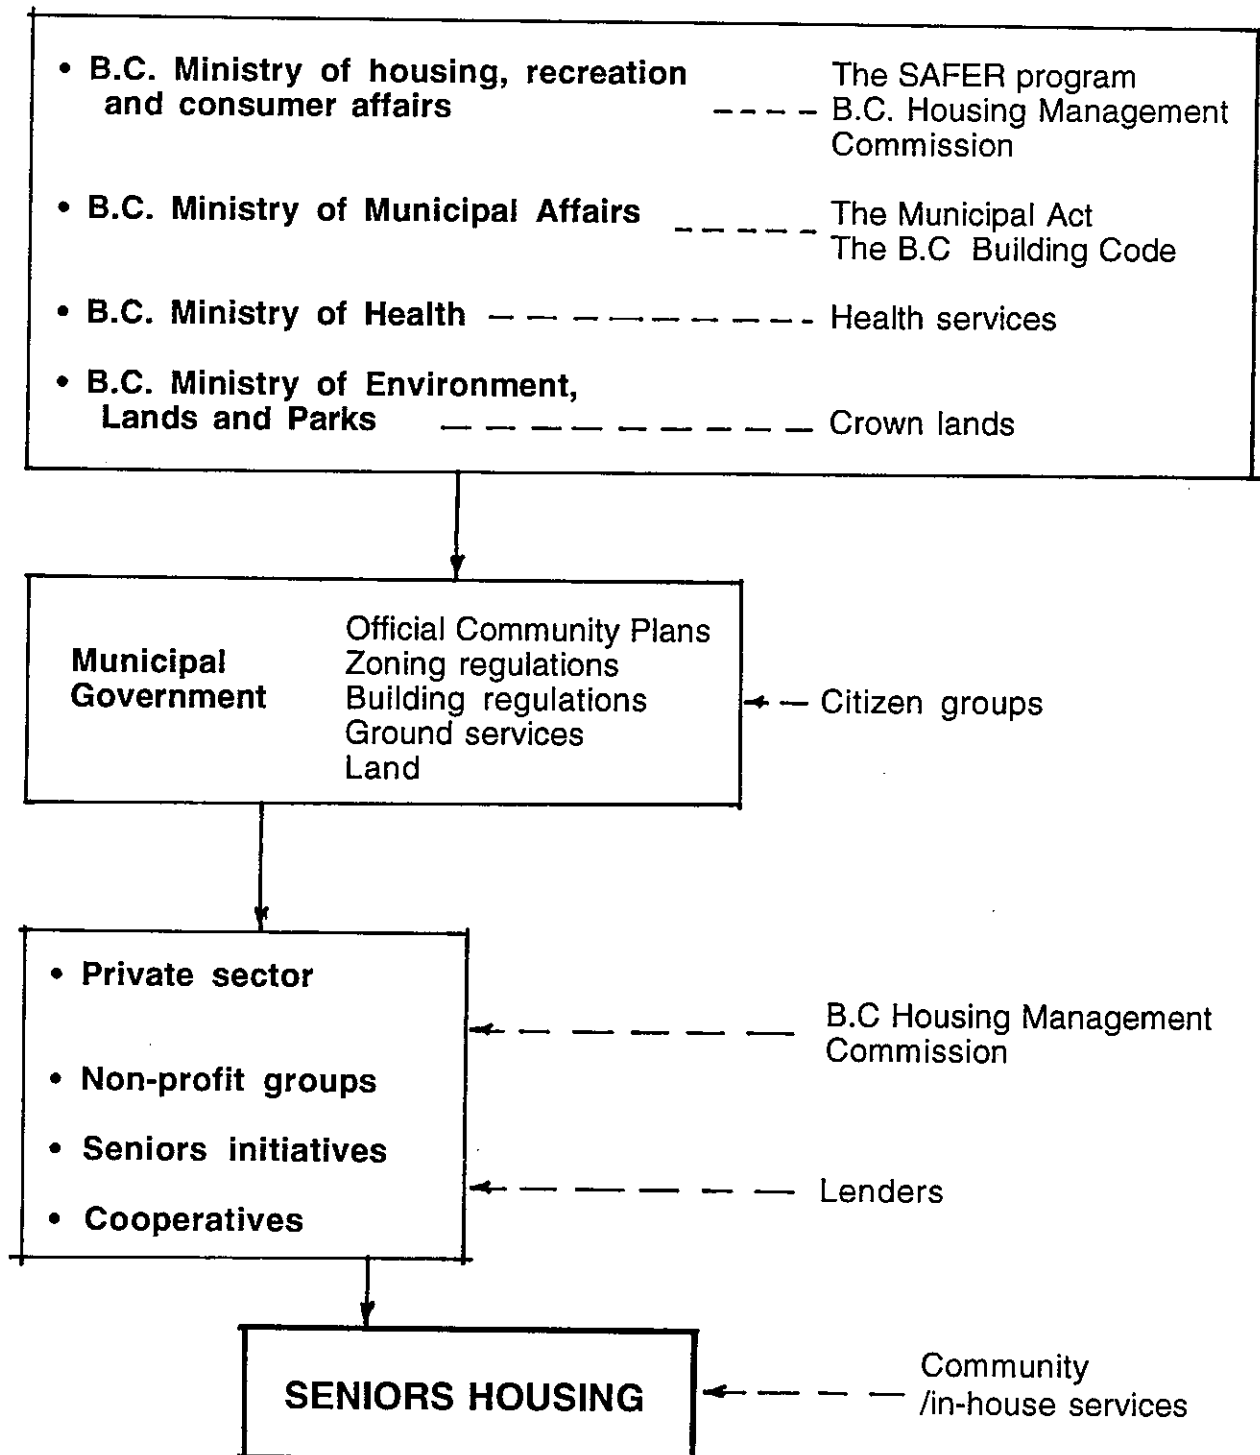 • B.C. Ministry of housing, recreation
and consumer affairs
The SAFER program
B.C. Housing Management
Commission
• B.C. Ministry of Municipal Affairs
The Municipal Act
The B.C Building Code
• B.C. Ministry of Health
Health services
• B.C. Ministry of Environment,
Lands and Parks
Crown lands
Municipal
Government
Official Community Plans
Zoning regulations
Building regulations
Ground services
Land
Citizen groups
• Private sector
• Non-profit groups
• Seniors initiatives
• Cooperatives
B.C Housing Management
Commission
Lenders
SENIORS HOUSING
Community
/in-house services